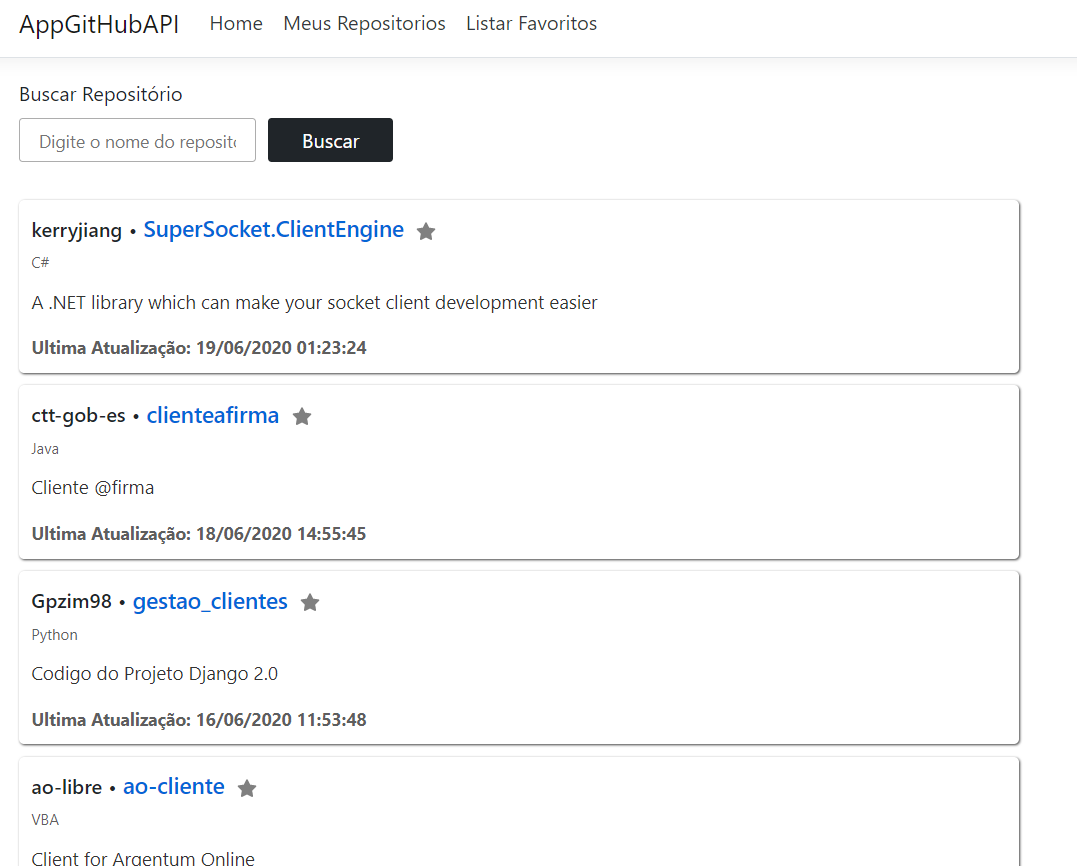 AppGitHubAPI Home Meus Repositorios Listar Favoritos
Buscar Repositório
Digite o nome do reposito Buscar
kerryjiang • SuperSocket.ClientEngine
C#
A .NET library which can make your socket client development easier
Ultima Atualização: 19/06/2020 01:23:24
ctt-gob-es • clienteafirma
Java
Cliente @firma
Ultima Atualização: 18/06/2020 14:55:45
Gpzim98 • gestao_clientes
Python
Codigo do Projeto Django 2.0
Ultima Atualização: 16/06/2020 11:53:48
ao-libre • ao-cliente
VBA
Client for Argentum Online